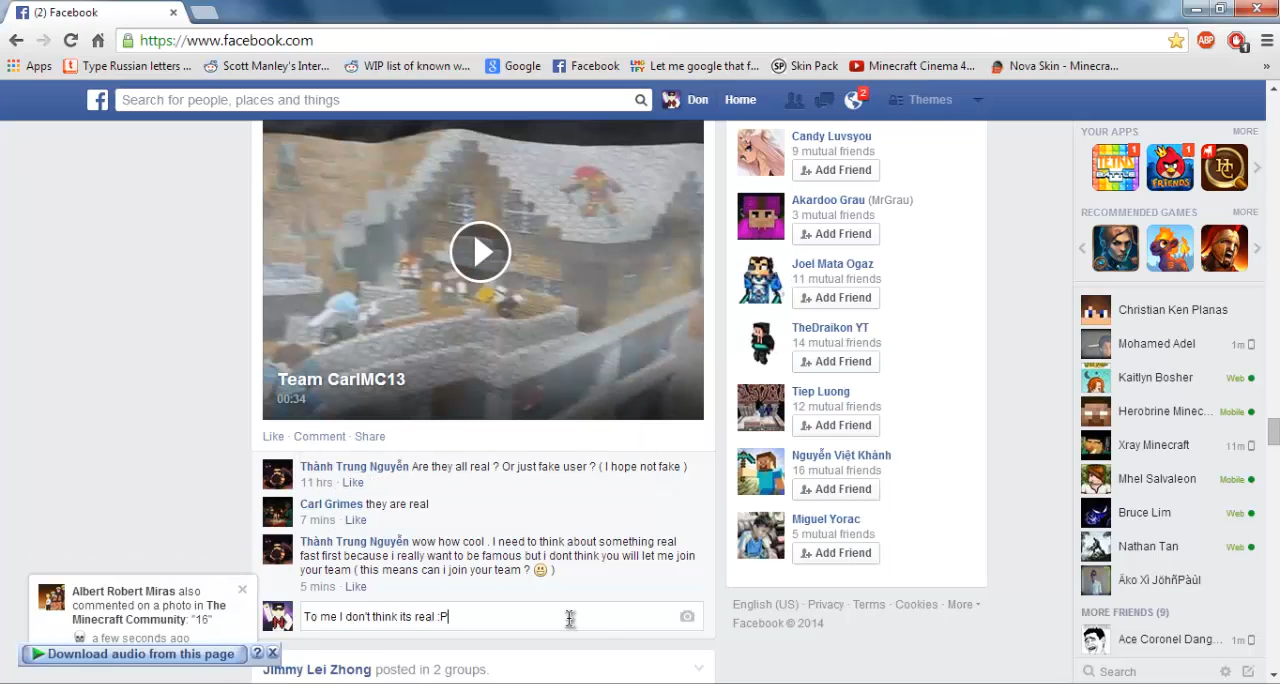 (2) Facebook
https://www.facebook.com
ABP
1
Apps
Type Russian letters ...
Scott Manley's Inter...
WIP list of known w...
Google
Facebook
Let me google that f...
Skin Pack
Minecraft Cinema 4...
Nova Skin - Minecra...
»
Search for people, places and things
Don
Home
2
Themes
Team CarlMC13
00:34
Like · Comment · Share
Thành Trung Nguyễn Are they all real ? Or just fake user ? ( I hope not fake )
11 hrs · Like
Carl Grimes they are real
7 mins · Like
Thành Trung Nguyễn wow how cool . I need to think about something real
fast first because i really want to be famous but i dont think you will let me join
your team ( this means can i join your team ? )
5 mins · Like
To me I don't think its real :P
Jimmy Lei Zhong posted in 2 groups.
Albert Robert Miras also
commented on a photo in The
Minecraft Community: "16"
a few seconds ago
Download audio from this page
?
X
Candy Luvsyou
9 mutual friends
Add Friend
Akardoo Grau (MrGrau)
3 mutual friends
Add Friend
Joel Mata Ogaz
11 mutual friends
Add Friend
TheDraikon YT
14 mutual friends
Add Friend
Tiep Luong
12 mutual friends
Add Friend
Nguyễn Việt Khánh
16 mutual friends
Add Friend
Miguel Yorac
5 mutual friends
Add Friend
English (US) · Privacy · Terms · Cookies · More
Facebook © 2014
YOUR APPS
MORE
TETRIS
BATTLE
1
FRIENDS
1
RECOMMENDED GAMES
MORE
Christian Ken Planas
Mohamed Adel 1m
Kaitlyn Bosher Web
Herobrine Minec... Mobile
Xray Minecraft 11m
Mhel Salvaleon Mobile
Bruce Lim Web
Nathan Tan Web
Äko Xì JöhñPàùl
MORE FRIENDS (9)
Ace Coronel Dang... 1m
Search